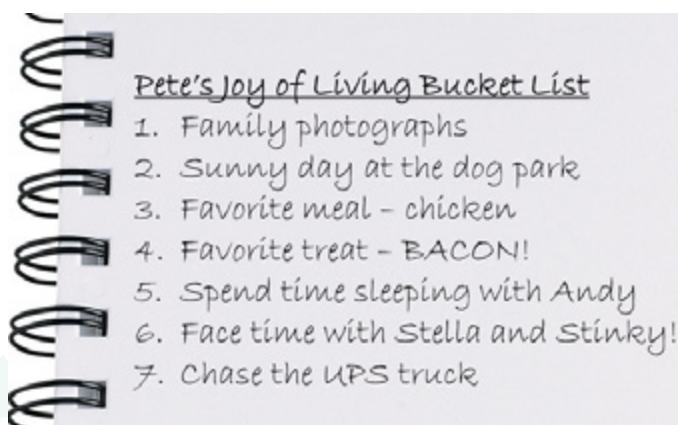 Pete's Joy of Living Bucket List
1. Family photographs
2. Sunny day at the dog park
3. Favorite meal – chicken
4. Favorite treat – BACON!
5. Spend time sleeping with Andy
6. Face time with Stella and Stinky!
7. Chase the UPS truck